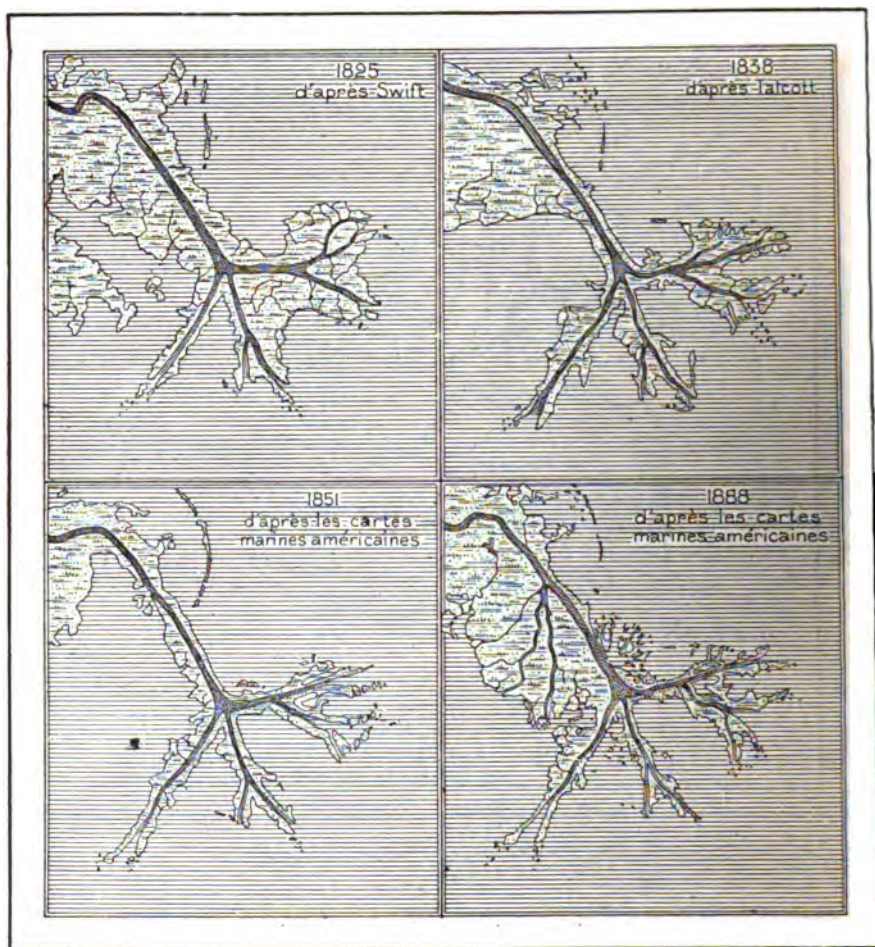 1825
d'après Swift
1838
d'après Talcott
1851
d'après les cartes
marines américaines
1888
d'après les cartes
marines américaines